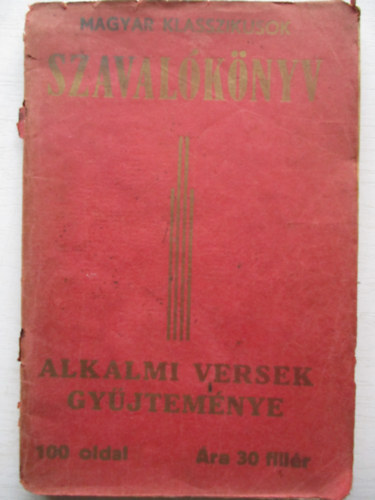 MAGYAR KLASSZIKUSOK
SZAVALÓKÖNYV
ALKALMI VERSEK
GYÜJTEMÉNYE
100 oldal Ára 30 fillér